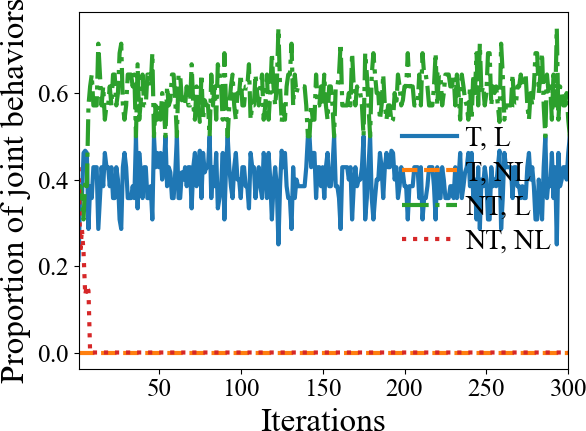 Proportion of joint behaviors
0.6
0.4
0.2
0.0
T, L
T, NL
NT, L
NT, NL
50 100 150 200 250 300
Iterations